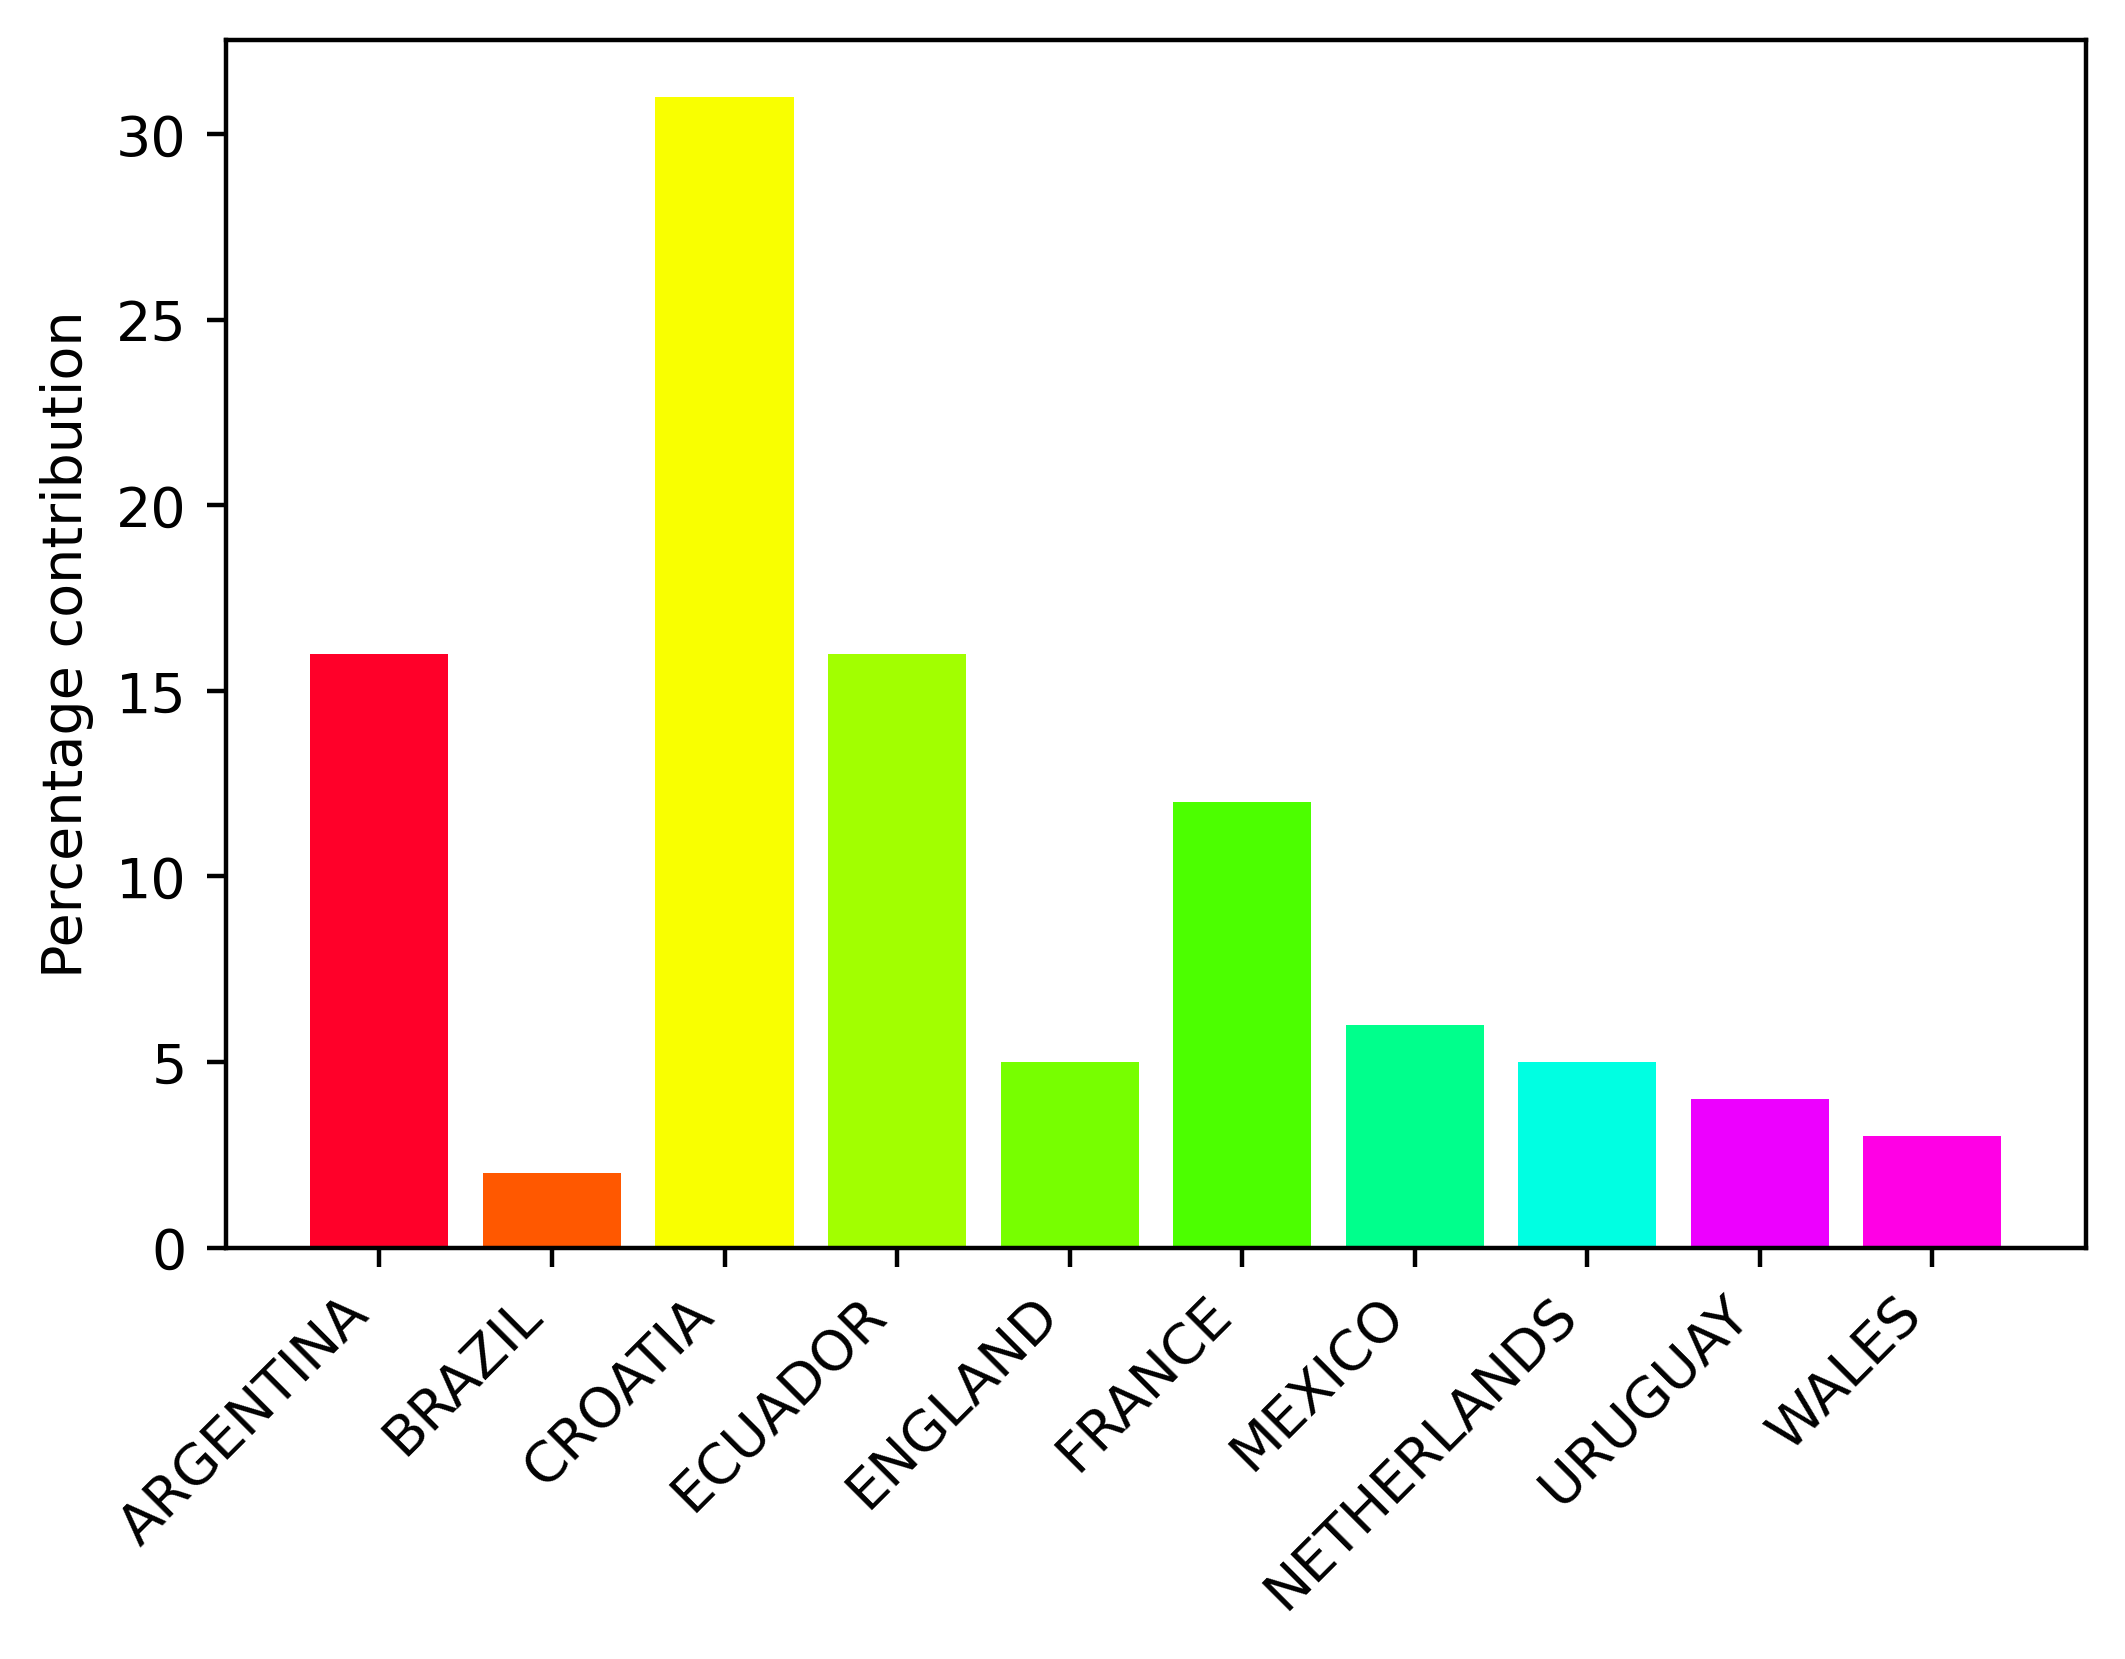 Percentage contribution
30
25
20
15
10
5
0
ARGENTINA
BRAZIL
CROATIA
ECUADOR
ENGLAND
FRANCE
MEXICO
NETHERLANDS
URUGUAY
WALES